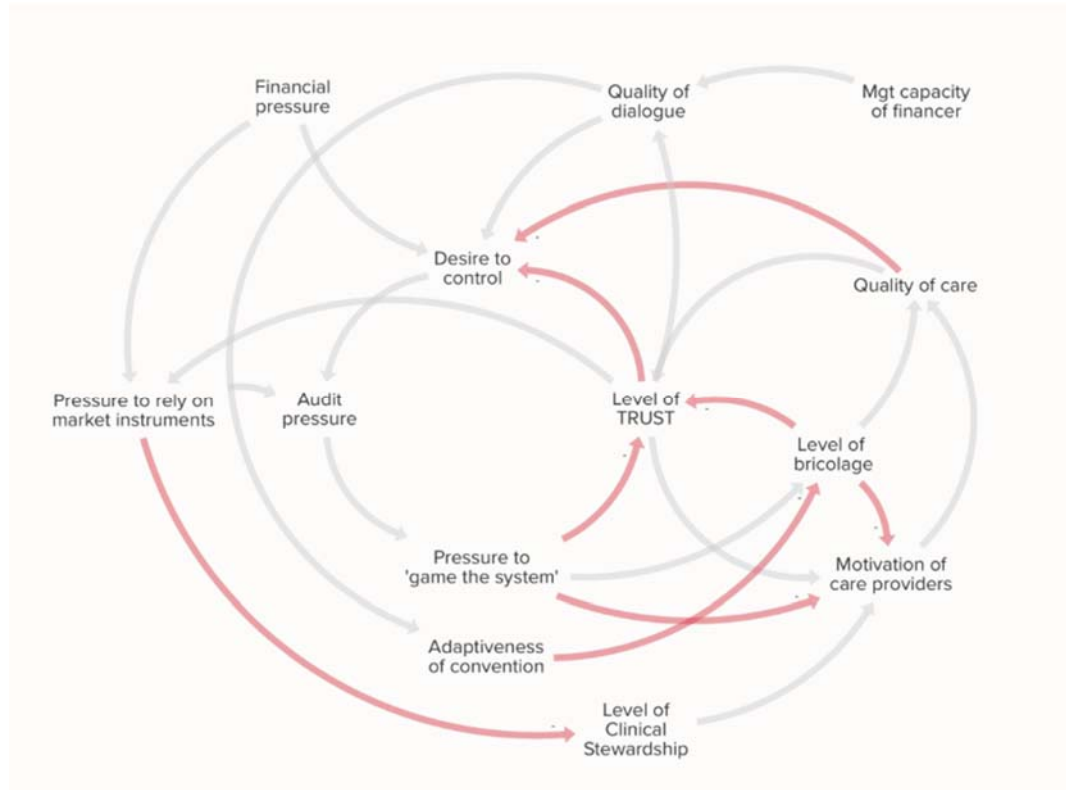 Financial
pressure
Quality of
dialogue
Mgt capacity
of financer
Desire to
control
Quality of care
Pressure to rely on
market instruments
Audit
pressure
Level of
TRUST
Level of
bricolage
Pressure to
'game the system'
Motivation of
care providers
Adaptiveness
of convention
Level of
Clinical
Stewardship